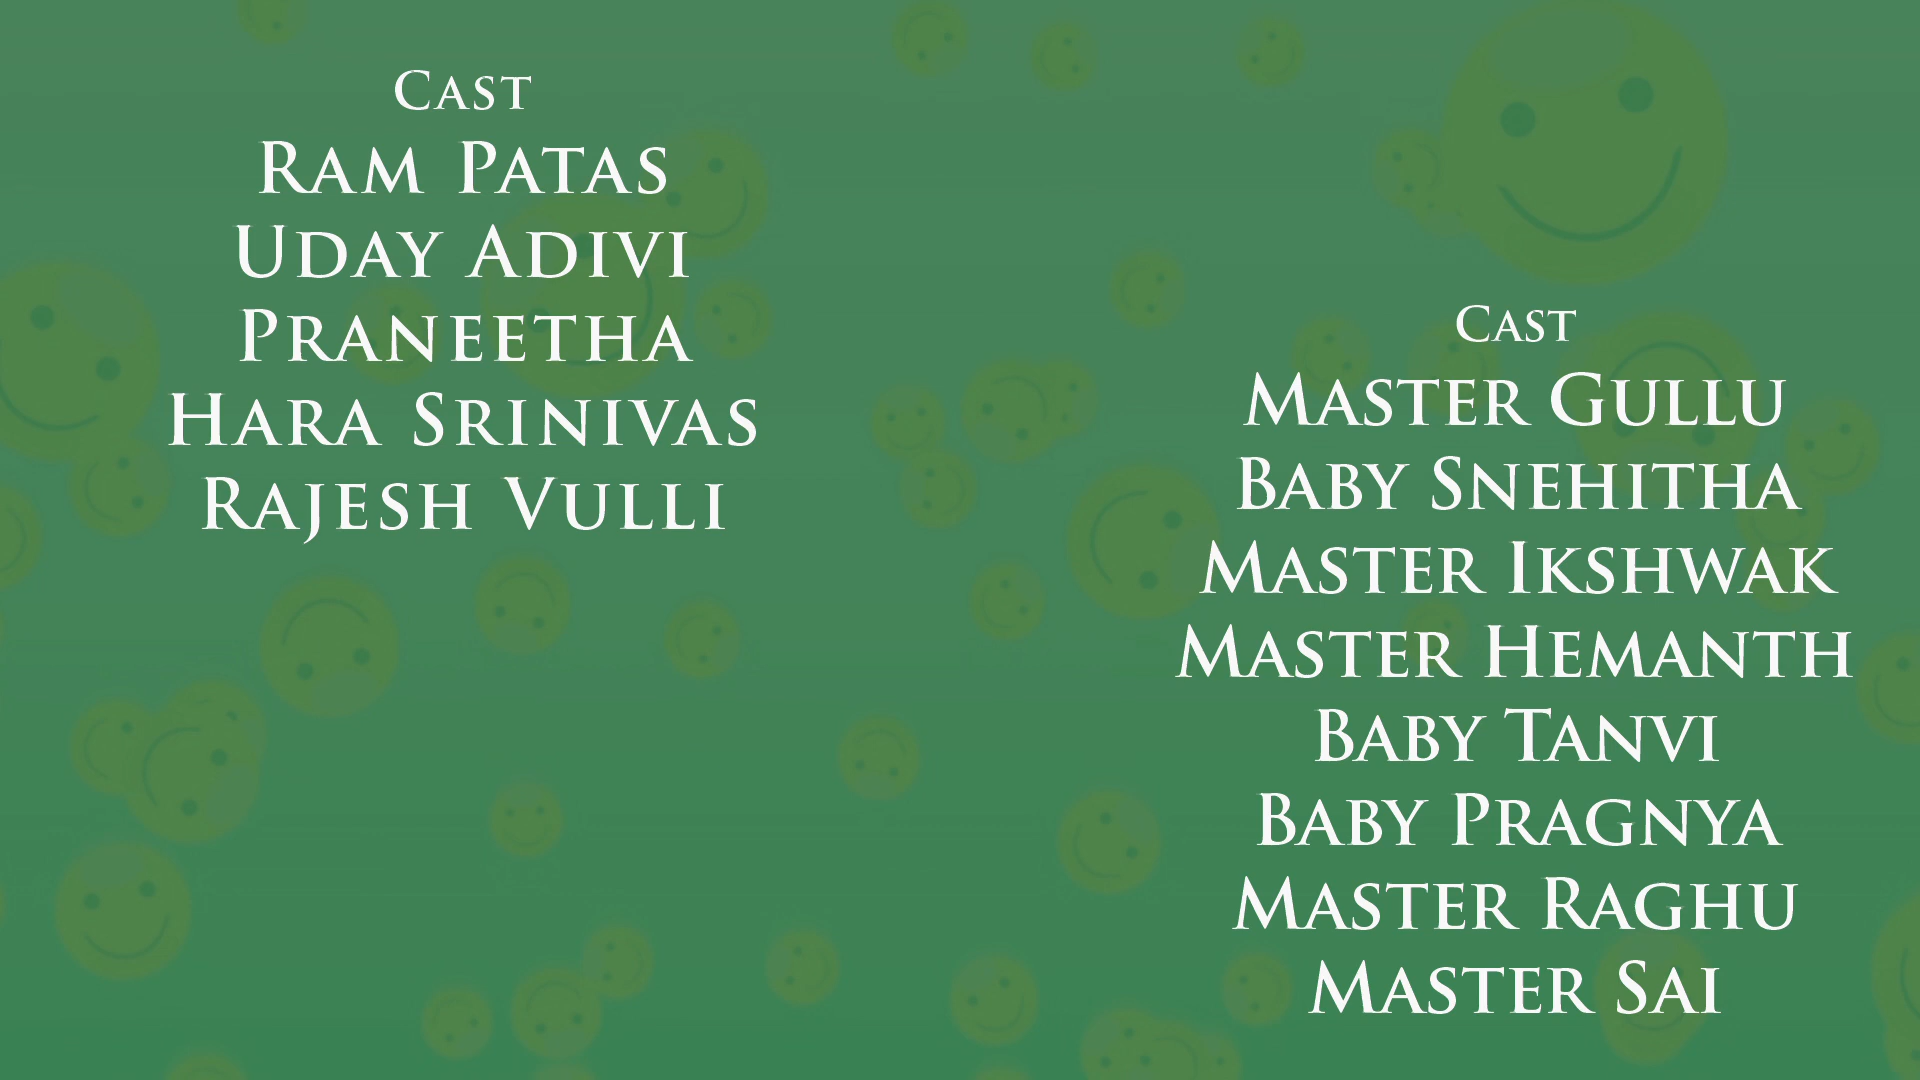 Cast
Ram Patas
Uday Adivi
Praneetha
Hara Srinivas
Rajesh Vulli
Cast
Master Gullu
Baby Snehitha
Master Ikshwak
Master Hemanth
Baby Tanvi
Baby Pragnya
Master Raghu
Master Sai